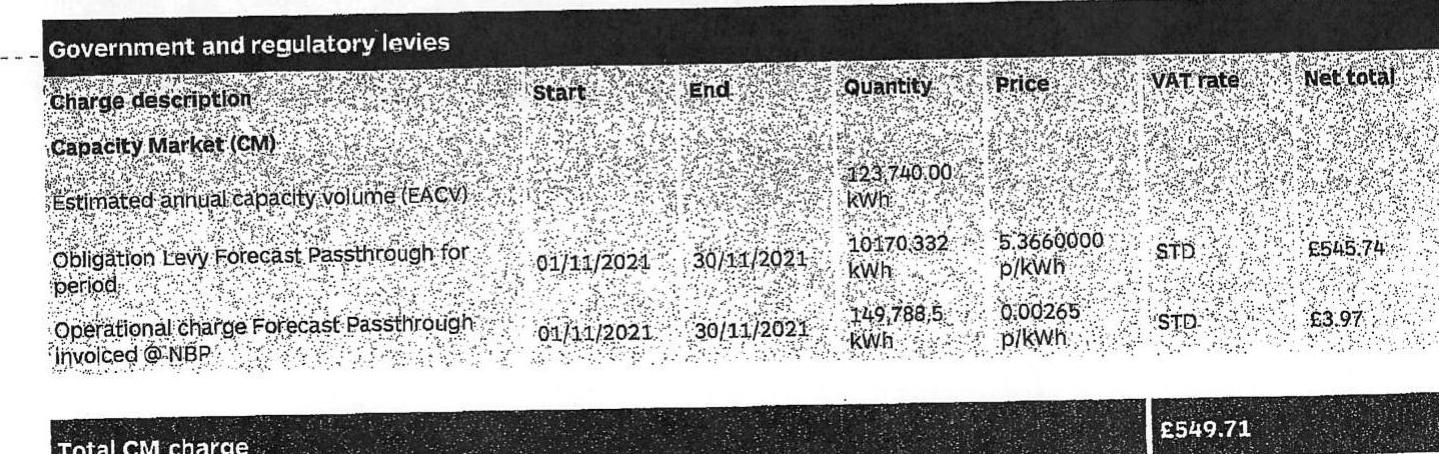 Government and regulatory levies
Charge description Start End Quantity Price VAT rate Net total
Capacity Market (CM)
Estimated annual capacity volume (EACV) 123,740.00
kWh
Obligation Levy Forecast Passthrough for 01/11/2021 30/11/2021 10170.332 5.3660000 STD £545.74
period kWh p/kWh
Operational charge Forecast Passthrough 01/11/2021 30/11/2021 149,788.5 0.00265 STD £3.97
invoiced @ NBP kWh p/kWh
Total CM charge £549.71